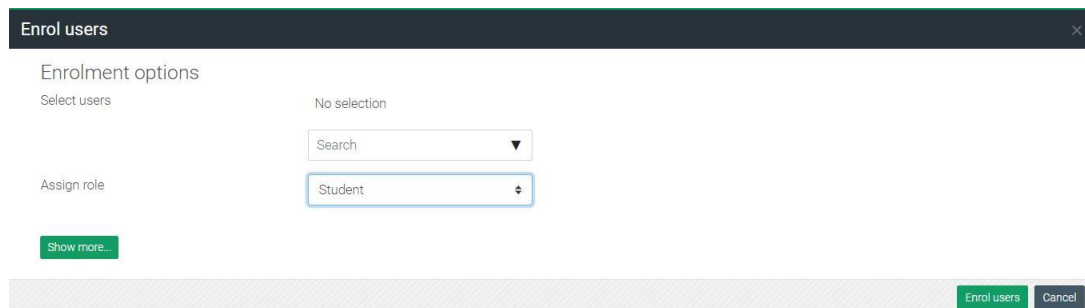 Enrol users
Enrolment options
Select users
No selection
Search
Assign role
Student
Show more...
Enrol users
Cancel